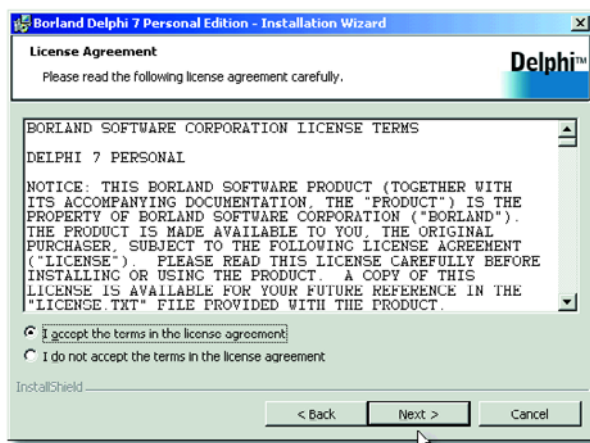 Borland Delphi 7 Personal Edition - Installation Wizard
License Agreement
Please read the following license agreement carefully.
Delphi™
BORLAND SOFTWARE CORPORATION LICENSE TERMS
DELPHI 7 PERSONAL
NOTICE: THIS BORLAND SOFTWARE PRODUCT (TOGETHER WITH
ITS ACCOMPANYING DOCUMENTATION, THE "PRODUCT") IS THE
PROPERTY OF BORLAND SOFTWARE CORPORATION ("BORLAND").
THE PRODUCT IS MADE AVAILABLE TO YOU, THE ORIGINAL
PURCHASER, SUBJECT TO THE FOLLOWING LICENSE AGREEMENT
("LICENSE"). PLEASE READ THIS LICENSE CAREFULLY BEFORE
INSTALLING OR USING THE PRODUCT. A COPY OF THIS
LICENSE IS AVAILABLE FOR YOUR FUTURE REFERENCE IN THE
"LICENSE.TXT" FILE PROVIDED WITH THE PRODUCT.
I accept the terms in the license agreement
I do not accept the terms in the license agreement
InstallShield
< Back Next > Cancel